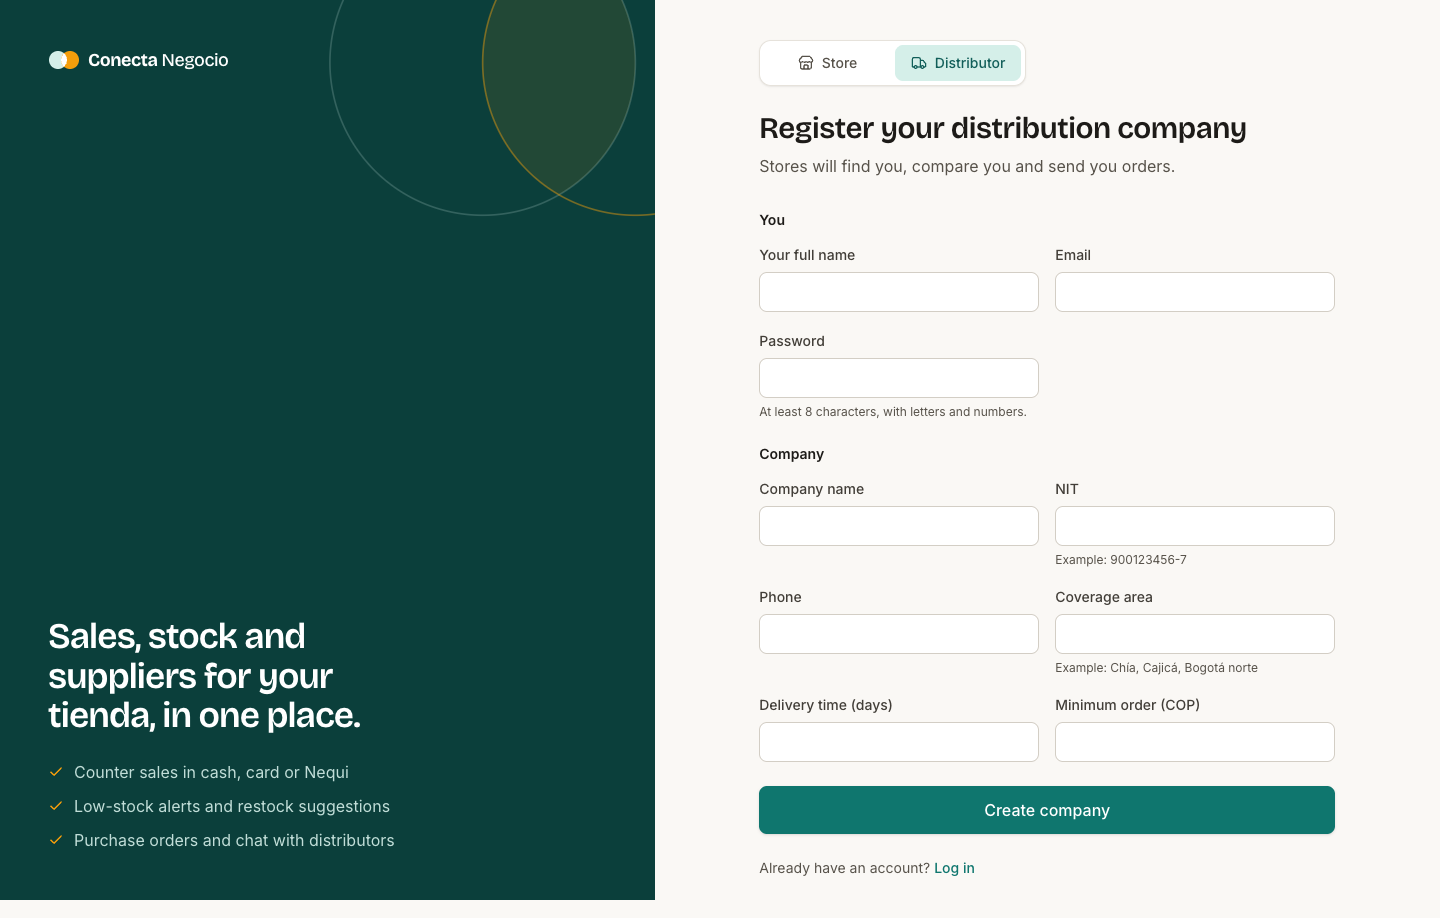 Conecta Negocio
Sales, stock and
suppliers for your
tienda, in one place.
Counter sales in cash, card or Nequi
Low-stock alerts and restock suggestions
Purchase orders and chat with distributors
Store
Distributor
Register your distribution company
Stores will find you, compare you and send you orders.
You
Your full name
Email
Password
At least 8 characters, with letters and numbers.
Company
Company name
NIT
Example: 900123456-7
Phone
Coverage area
Example: Chía, Cajicá, Bogotá norte
Delivery time (days)
Minimum order (COP)
Create company
Already have an account? Log in